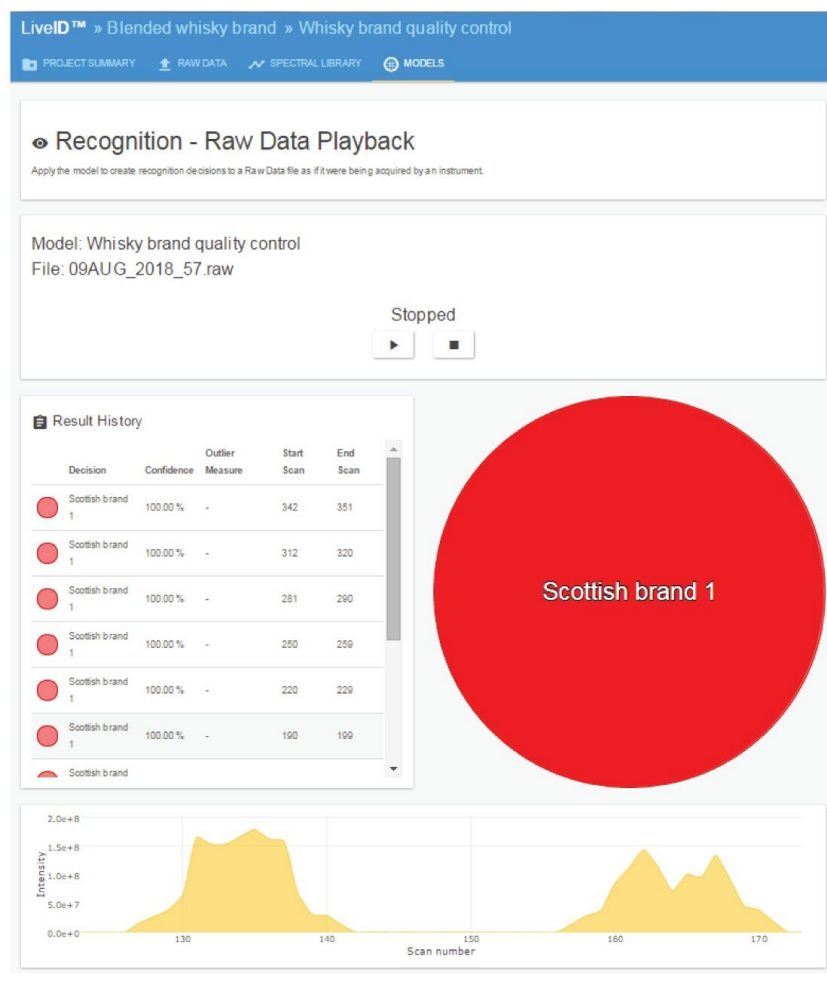 LiveID™ » Blended whisky brand » Whisky brand quality control
PROJECT SUMMARY RAW DATA SPECTRAL LIBRARY MODELS
Recognition - Raw Data Playback
Apply the model to create recognition decisions to a Raw Data file as if it were being acquired by an instrument.
Model: Whisky brand quality control
File: 09AUG_2018_57.raw
Stopped
Result History
Decision Confidence Outlier Measure Start Scan End Scan
Scottish brand 1 100.00 % - 342 351
Scottish brand 1 100.00 % - 312 320
Scottish brand 1 100.00 % - 281 290
Scottish brand 1 100.00 % - 250 259
Scottish brand 1 100.00 % - 220 229
Scottish brand 1 100.00 % - 190 199
Scottish brand
Scottish brand 1
2.0e+8
1.5e+8
1.0e+8
5.0e+7
0.0e+0
Intensity
130 140 150 160 170
Scan number